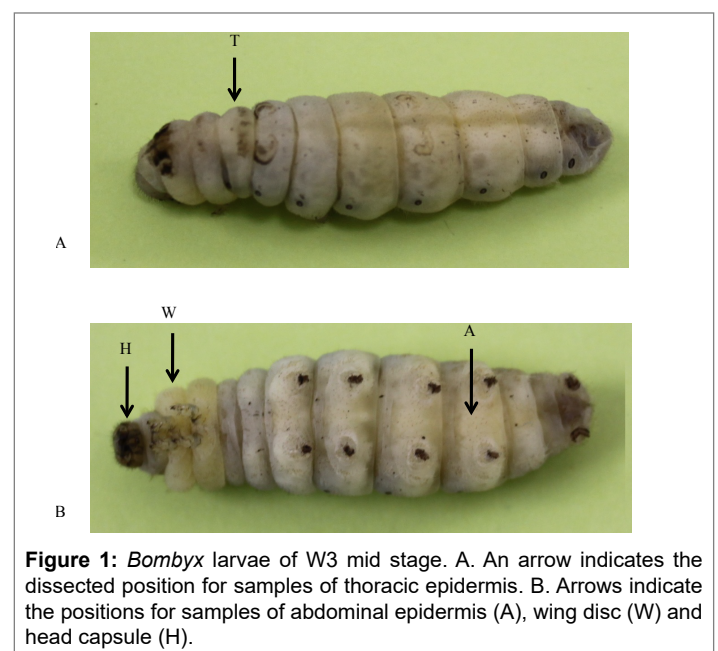 T
A
W
H
A
B
Figure 1: Bombyx larvae of W3 mid stage. A. An arrow indicates the
dissected position for samples of thoracic epidermis. B. Arrows indicate
the positions for samples of abdominal epidermis (A), wing disc (W) and
head capsule (H).